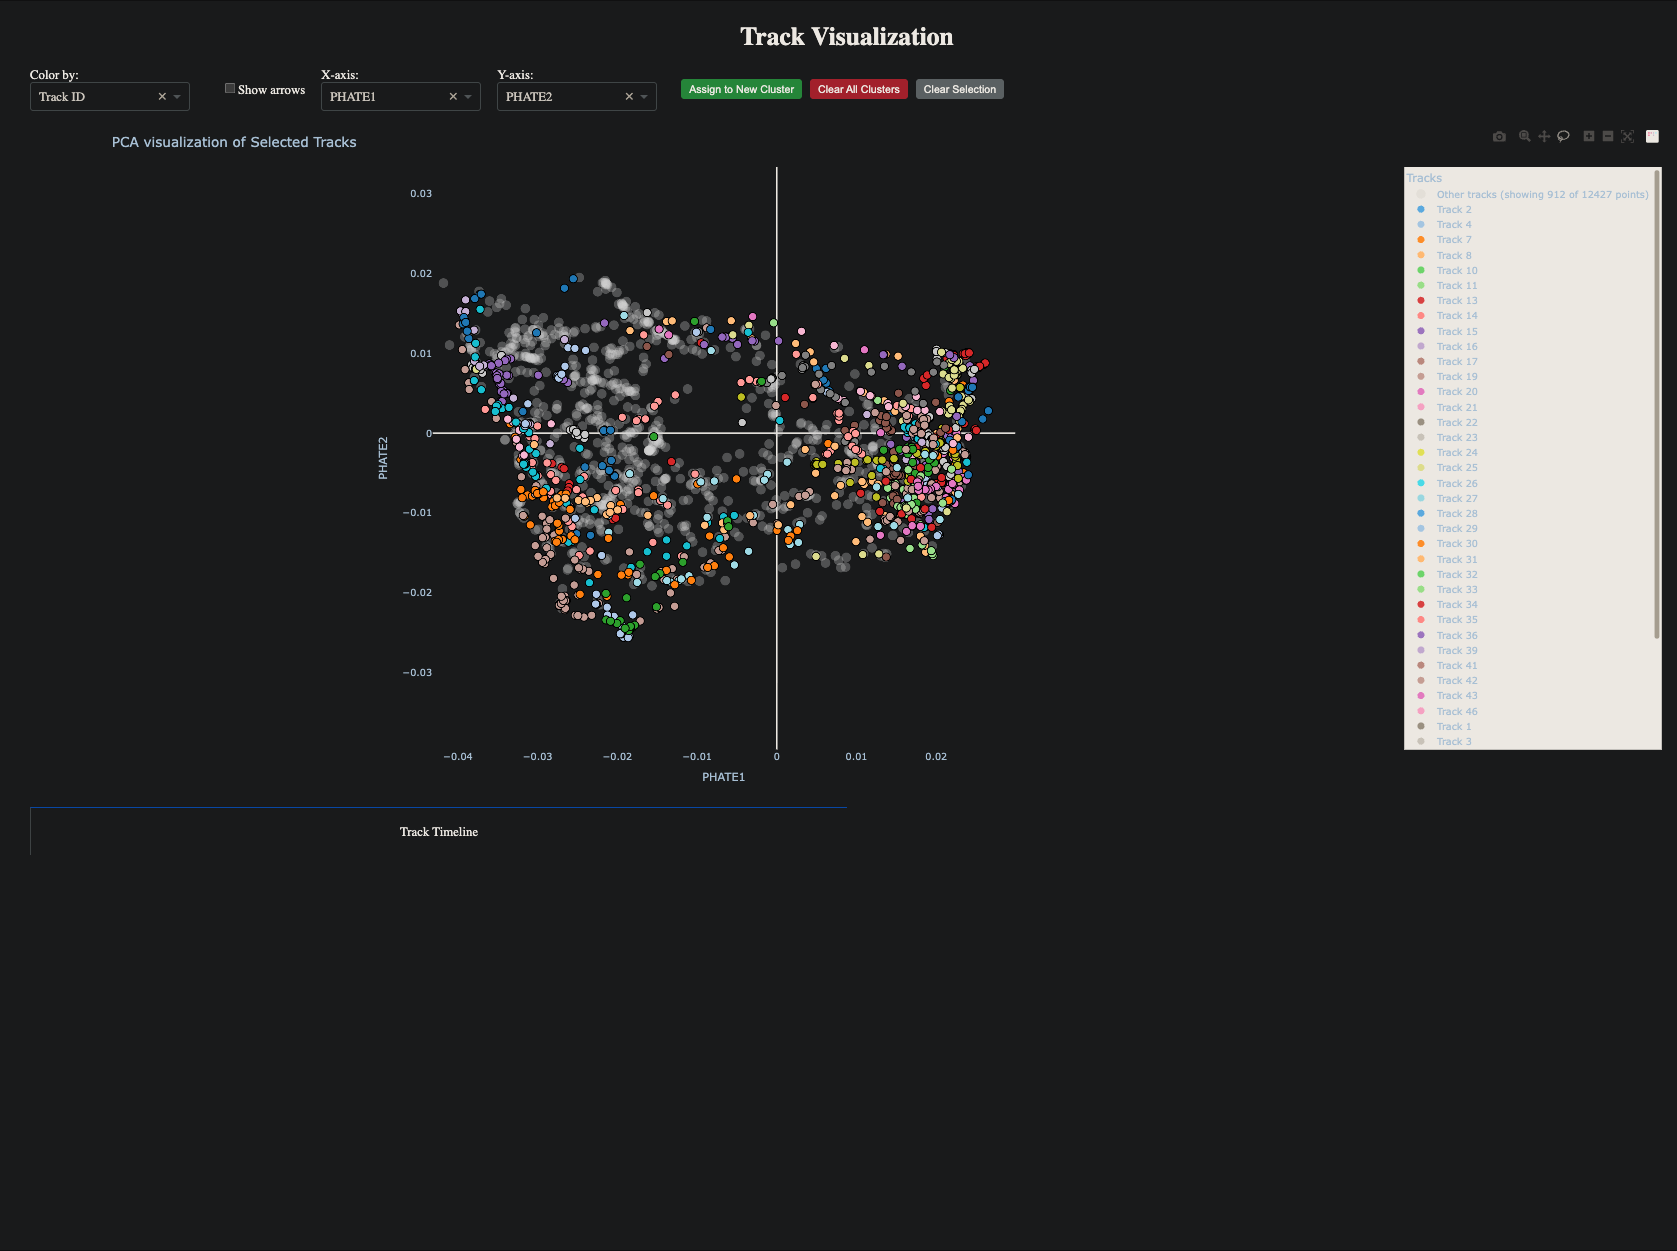 Track Visualization
Color by:
Track ID
Show arrows
X-axis:
PHATE1
Y-axis:
PHATE2
Assign to New Cluster
Clear All Clusters
Clear Selection
PCA visualization of Selected Tracks
0.03
0.02
0.01
0
−0.01
−0.02
−0.03
PHATE2
−0.04
−0.03
−0.02
−0.01
0
0.01
0.02
PHATE1
Tracks
Other tracks (showing 912 of 12427 points)
Track 2
Track 4
Track 7
Track 8
Track 10
Track 11
Track 13
Track 14
Track 15
Track 16
Track 17
Track 19
Track 20
Track 21
Track 22
Track 23
Track 24
Track 25
Track 26
Track 27
Track 28
Track 29
Track 30
Track 31
Track 32
Track 33
Track 34
Track 35
Track 36
Track 39
Track 41
Track 42
Track 43
Track 46
Track 1
Track 3
Track Timeline